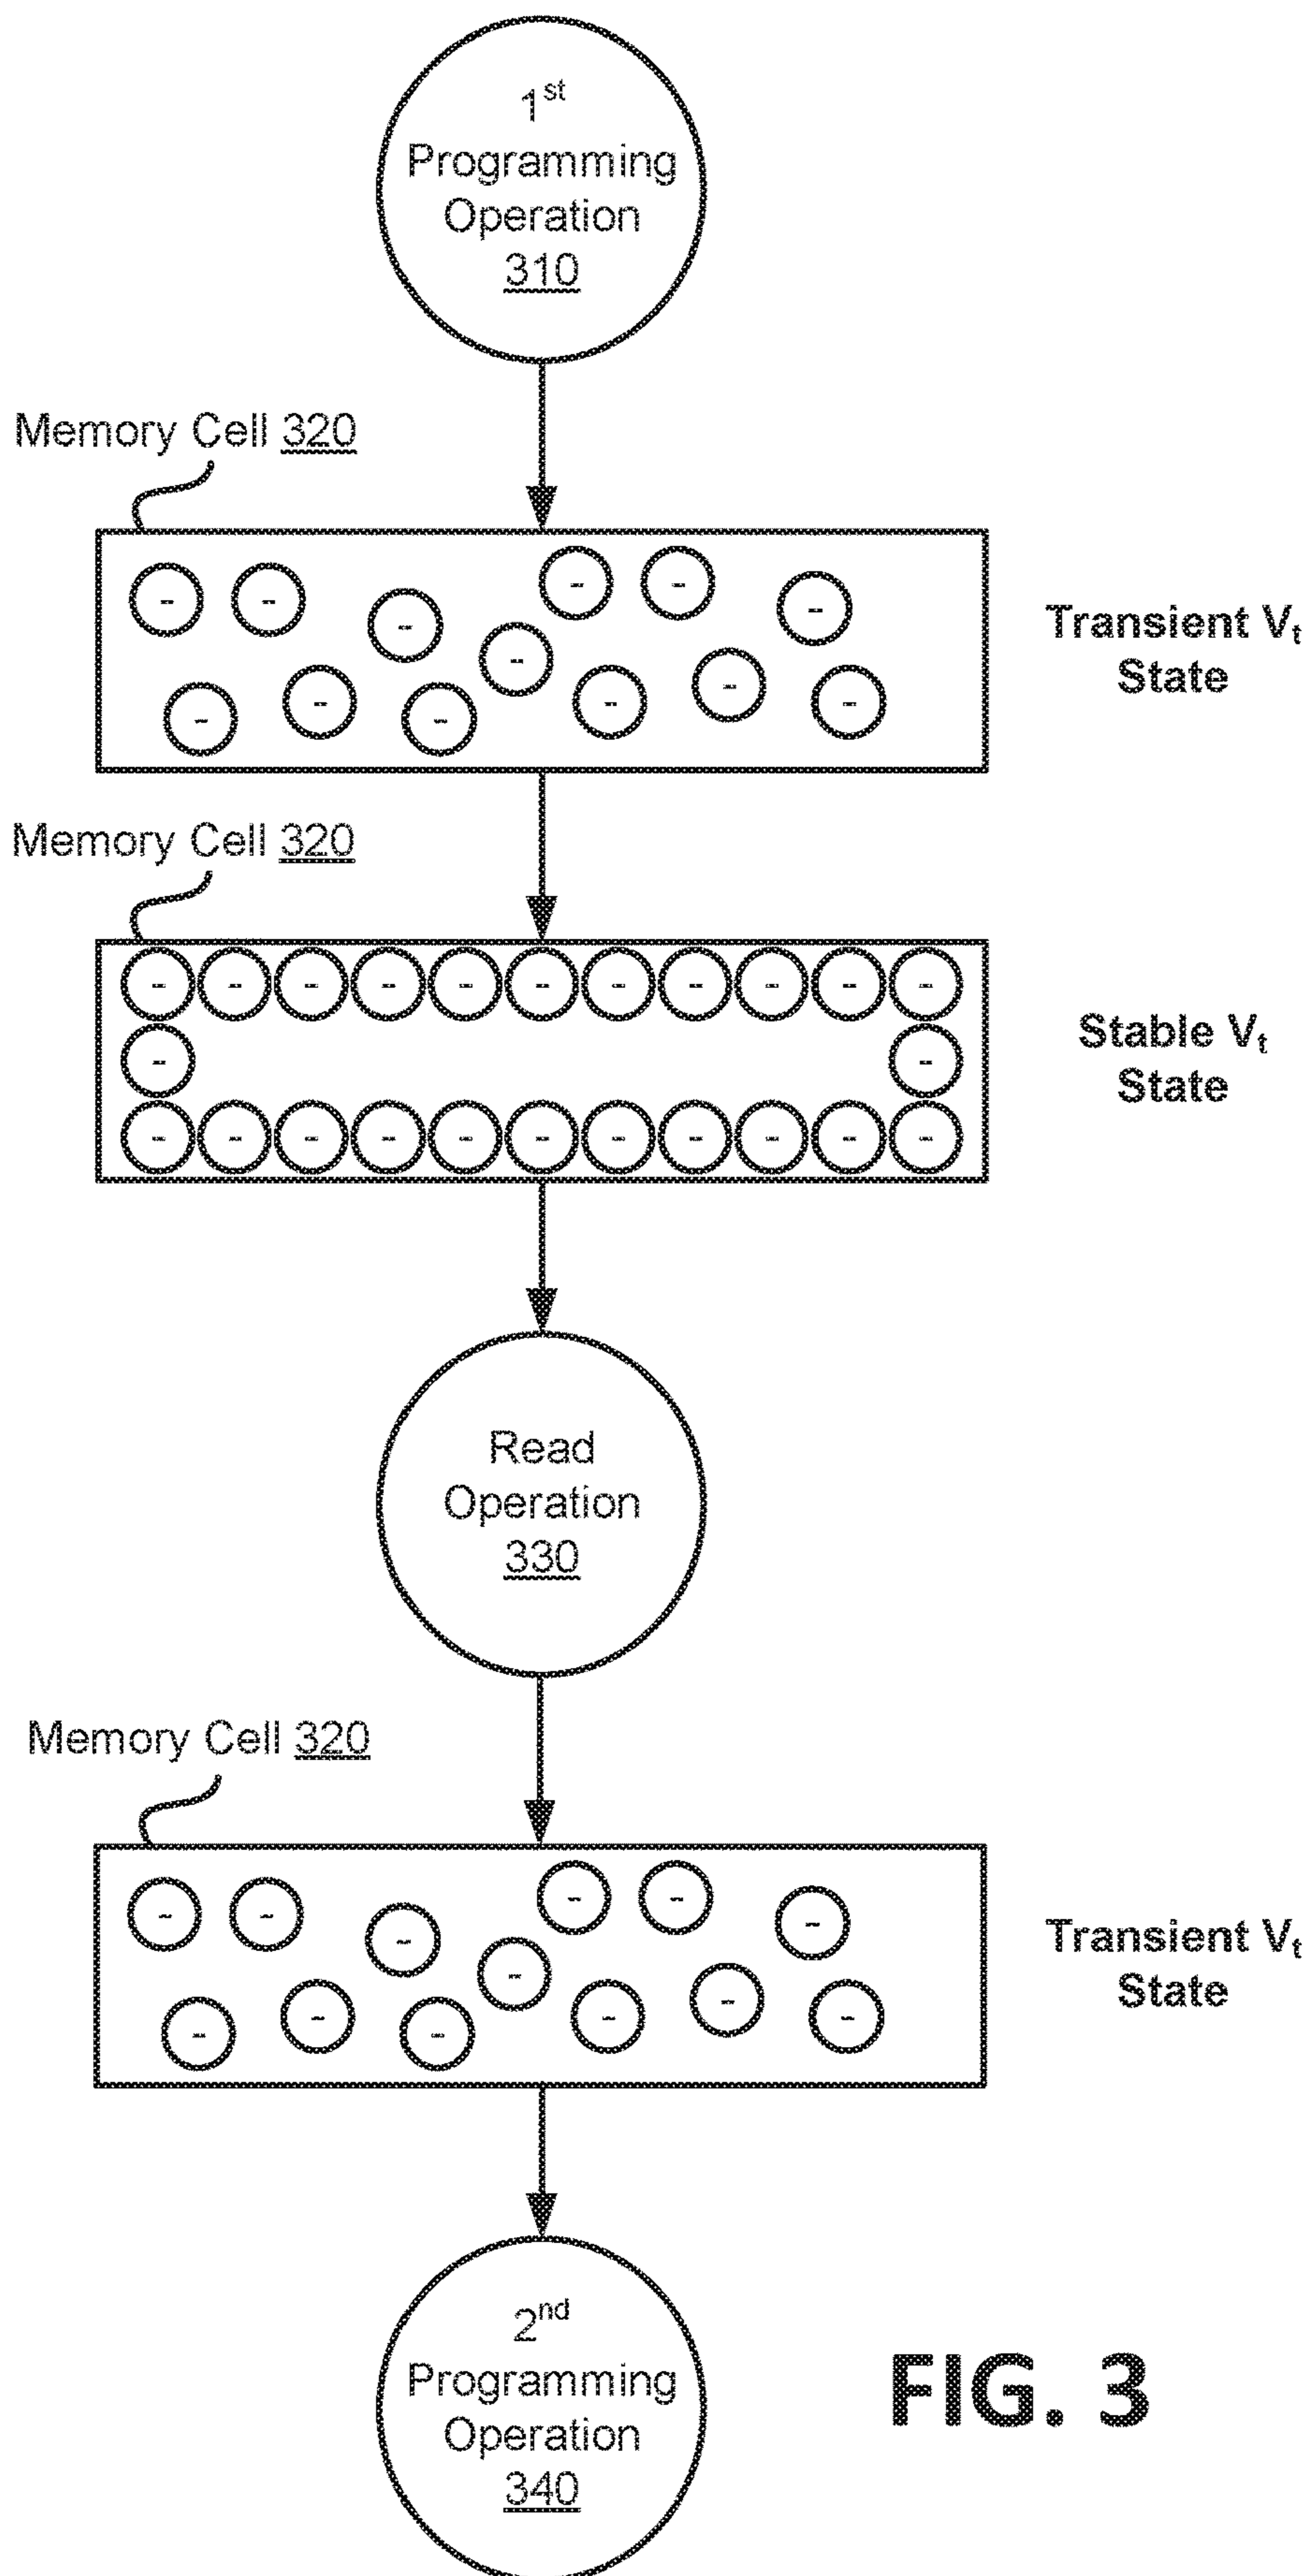 1st
Programming
Operation
310
Memory Cell 320
Transient Vt
State
Memory Cell 320
Stable Vt
State
Read
Operation
330
Memory Cell 320
Transient Vt
State
2nd
Programming
Operation
340
FIG. 3